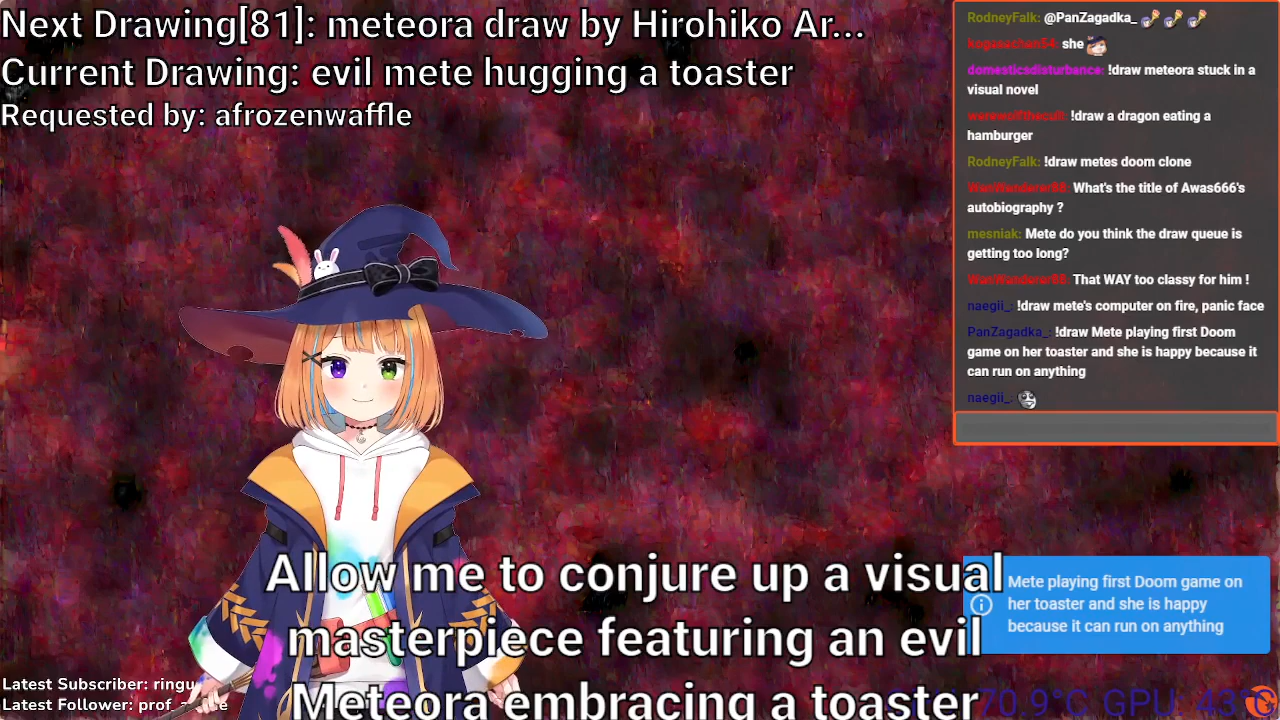 Next Drawing[81]: meteora draw by Hirohiko Ar...
Current Drawing: evil mete hugging a toaster
Requested by: afrozenwaffle
RodneyFalk: @PanZagadka_
she
domesticsdisturbance: !draw meteora stuck in a
visual novel
werewolfthecult: !draw a dragon eating a
hamburger
RodneyFalk: !draw metes doom clone
WarWanderer58: What's the title of Awas666's
autobiography ?
mesniak: Mete do you think the draw queue is
getting too long?
WarWanderer58: That WAY too classy for him !
naegii_: !draw mete's computer on fire, panic face
PanZagadka_: !draw Mete playing first Doom
game on her toaster and she is happy because it
can run on anything
naegii_:
Allow me to conjure up a visual
masterpiece featuring an evil
Meteora embracing a toaster
Mete playing first Doom game on
her toaster and she is happy
because it can run on anything
Latest Subscriber: ringu
Latest Follower: prof_
70.9°C GPU: 43°